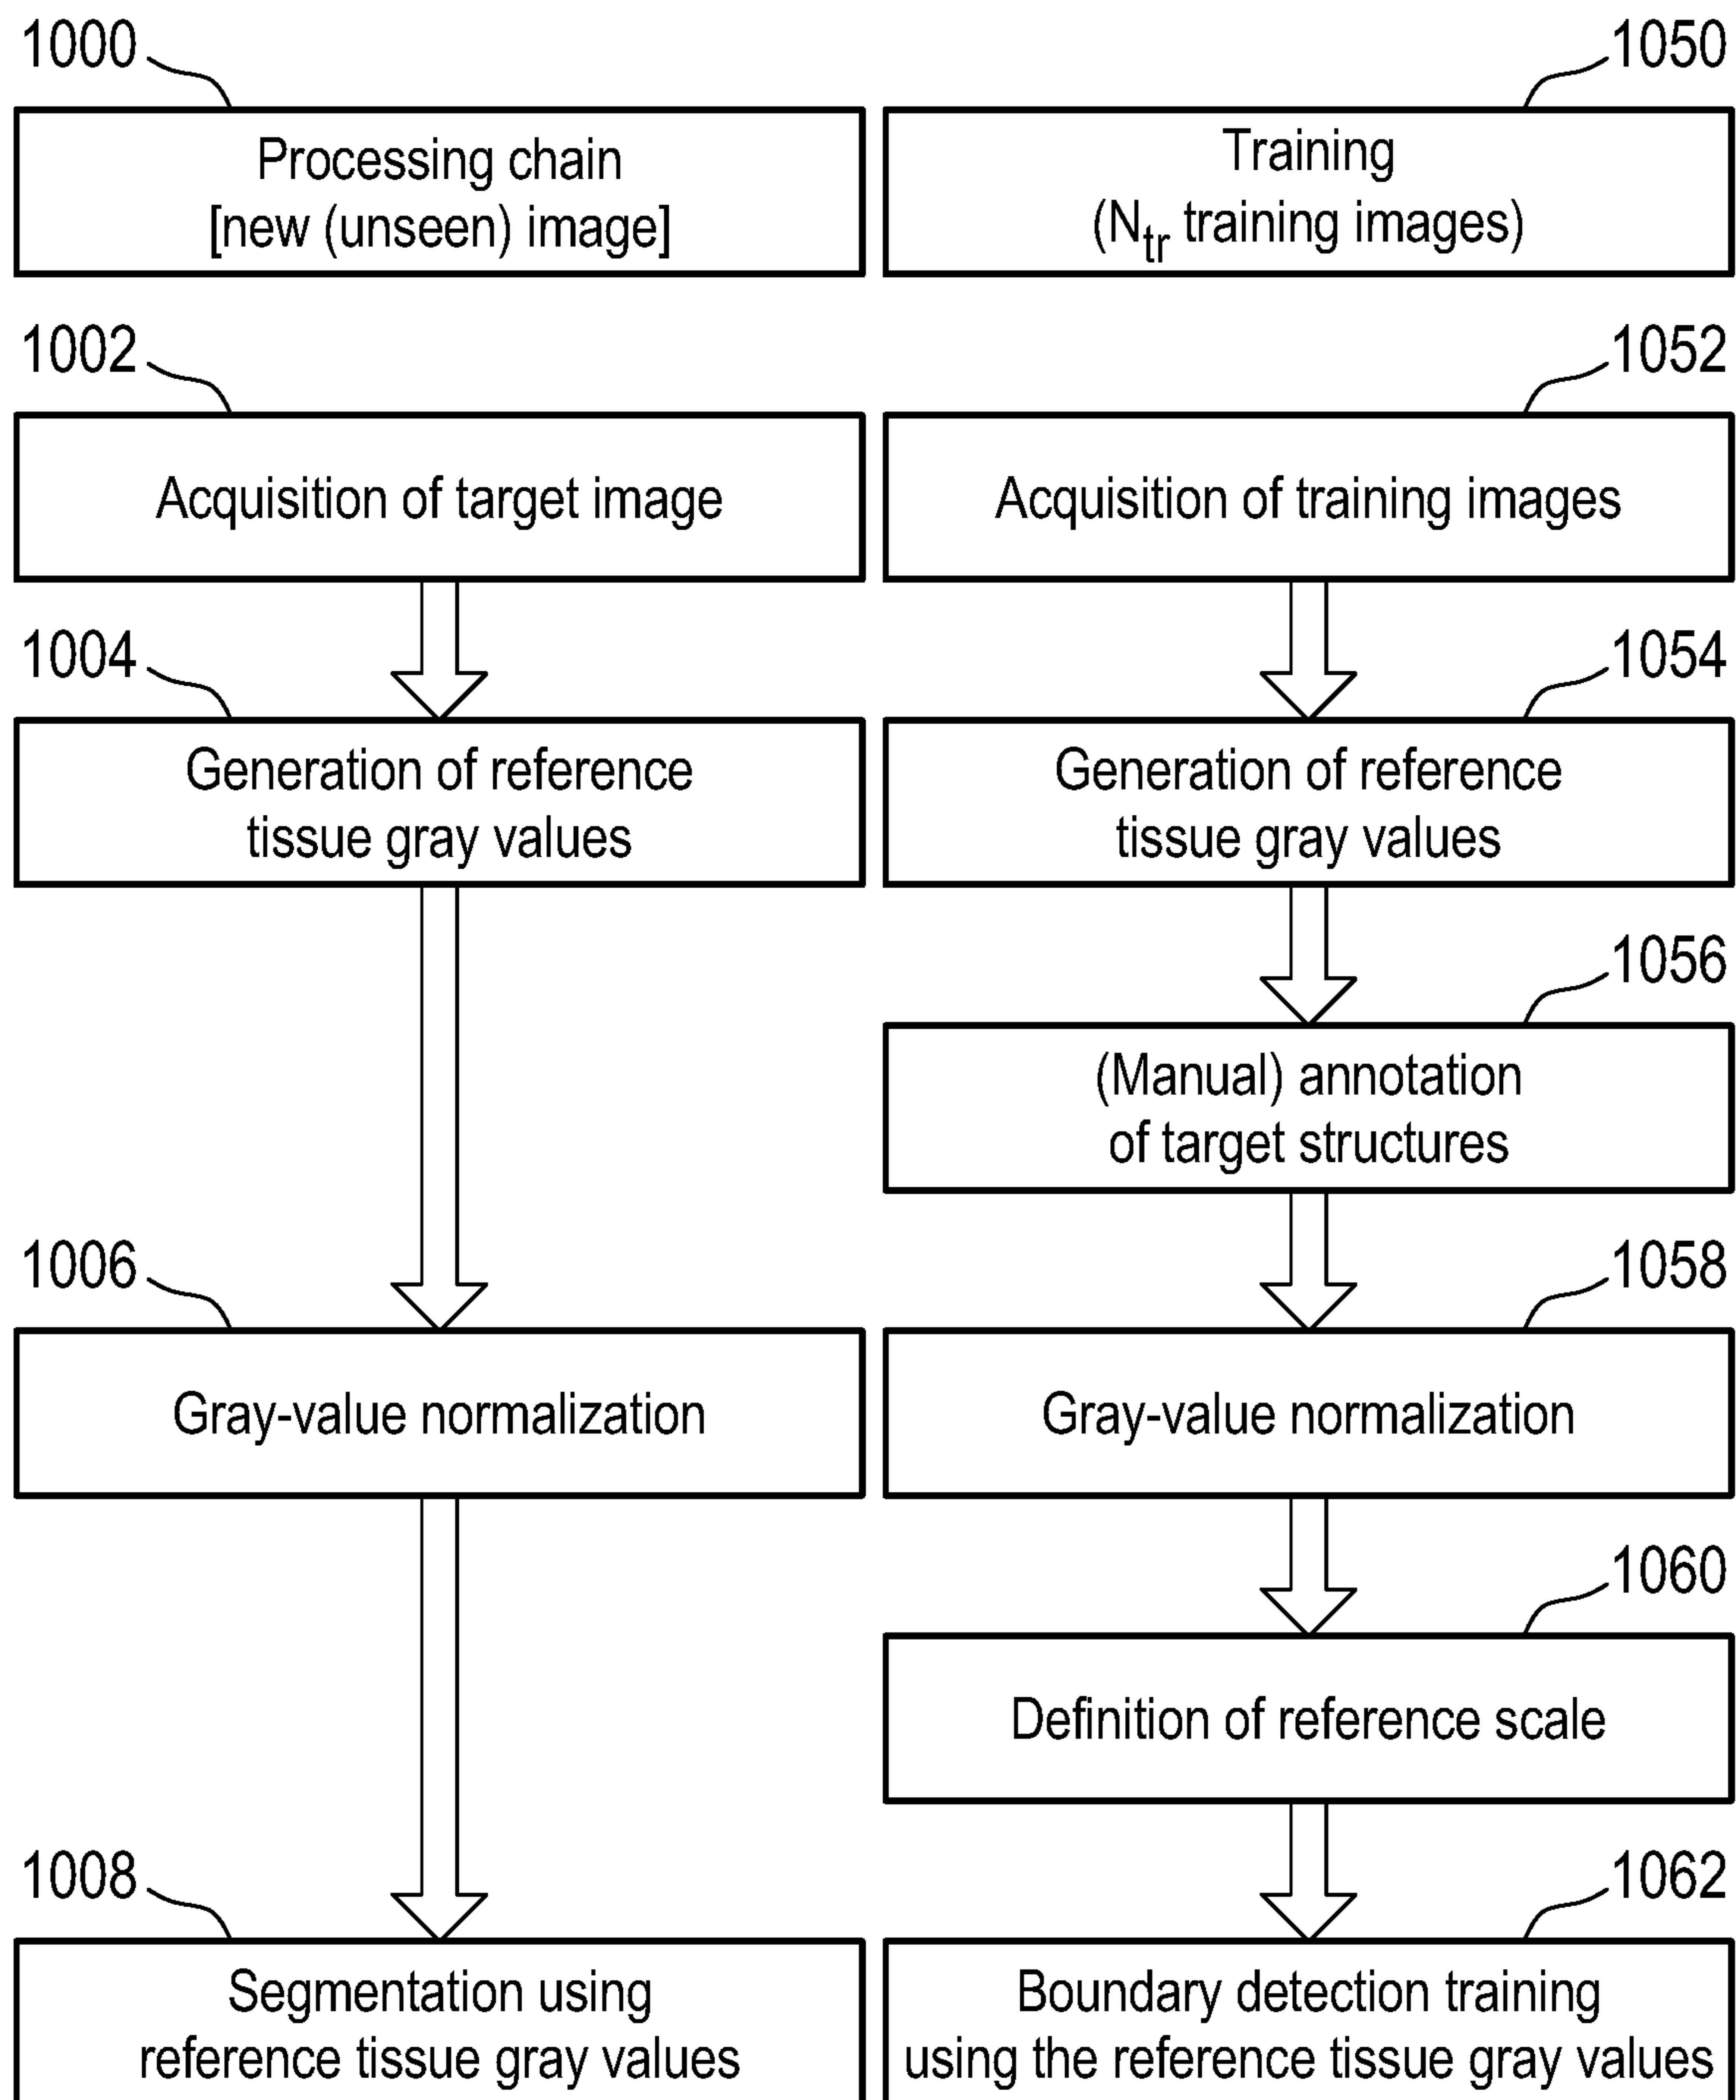 1000
1050
Processing chain
[new (unseen) image]
Training
(Ntr training images)
1002
1052
Acquisition of target image
Acquisition of training images
1004
1054
Generation of reference
tissue gray values
Generation of reference
tissue gray values
1056
(Manual) annotation
of target structures
1006
1058
Gray-value normalization
Gray-value normalization
1060
Definition of reference scale
1008
1062
Segmentation using
reference tissue gray values
Boundary detection training
using the reference tissue gray values